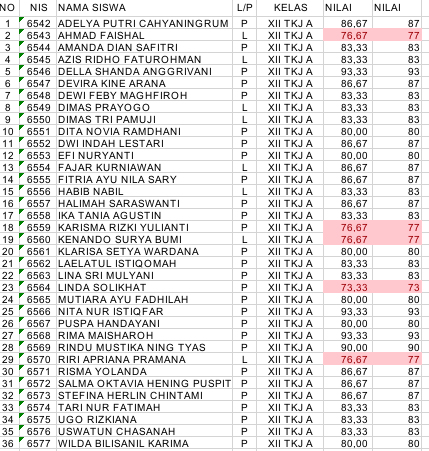 NO NIS NAMA SISWA L/P KELAS NILAI NILAI
1 6542 ADELYA PUTRI CAHYANINGRUM P XII TKJ A 86,67 87
2 6543 AHMAD FAISHAL L XII TKJ A 76,67 77
3 6544 AMANDA DIAN SAFITRI P XII TKJ A 83,33 83
4 6545 AZIS RIDHO FATUROHMAN L XII TKJ A 83,33 83
5 6546 DELLA SHANDA ANGGRIVANI P XII TKJ A 93,33 93
6 6547 DEVIRA KINE ARANA P XII TKJ A 86,67 87
7 6548 DEWI FEBY MAGHFIROH P XII TKJ A 83,33 83
8 6549 DIMAS PRAYOGO L XII TKJ A 83,33 83
9 6550 DIMAS TRI PAMUJI L XII TKJ A 83,33 83
10 6551 DITA NOVIA RAMDHANI P XII TKJ A 80,00 80
11 6552 DWI INDAH LESTARI P XII TKJ A 86,67 87
12 6553 EFI NURYANTI P XII TKJ A 80,00 80
13 6554 FAJAR KURNIAWAN L XII TKJ A 86,67 87
14 6555 FITRIA AYU NILA SARY P XII TKJ A 86,67 87
15 6556 HABIB NABIL L XII TKJ A 83,33 83
16 6557 HALIMAH SARASWANTI P XII TKJ A 86,67 87
17 6558 IKA TANIA AGUSTIN P XII TKJ A 83,33 83
18 6559 KARISMA RIZKI YULIANTI P XII TKJ A 76,67 77
19 6560 KENANDO SURYA BUMI L XII TKJ A 76,67 77
20 6561 KLARISA SETYA WARDANA P XII TKJ A 80,00 80
21 6562 LAELATUL ISTIQOMAH P XII TKJ A 83,33 83
22 6563 LINA SRI MULYANI P XII TKJ A 83,33 83
23 6564 LINDA SOLIKHAT P XII TKJ A 73,33 73
24 6565 MUTIARA AYU FADHILAH P XII TKJ A 80,00 80
25 6566 NITA NUR ISTIQFAR P XII TKJ A 93,33 93
26 6567 PUSPA HANDAYANI P XII TKJ A 80,00 80
27 6568 RIMA MAISHAROH P XII TKJ A 93,33 93
28 6569 RINDU MUSTIKA NING TYAS P XII TKJ A 90,00 90
29 6570 RIRI APRIANA PRAMANA L XII TKJ A 76,67 77
30 6571 RISMA YOLANDA P XII TKJ A 86,67 87
31 6572 SALMA OKTAVIA HENING PUSPIT P XII TKJ A 86,67 87
32 6573 STEFINA HERLIN CHINTAMI P XII TKJ A 86,67 87
33 6574 TARI NUR FATIMAH P XII TKJ A 83,33 83
34 6575 UGO RIZKIANA P XII TKJ A 83,33 83
35 6576 USWATUN CHASANAH P XII TKJ A 83,33 83
36 6577 WILDA BILISANIL KARIMA P XII TKJ A 80,00 80